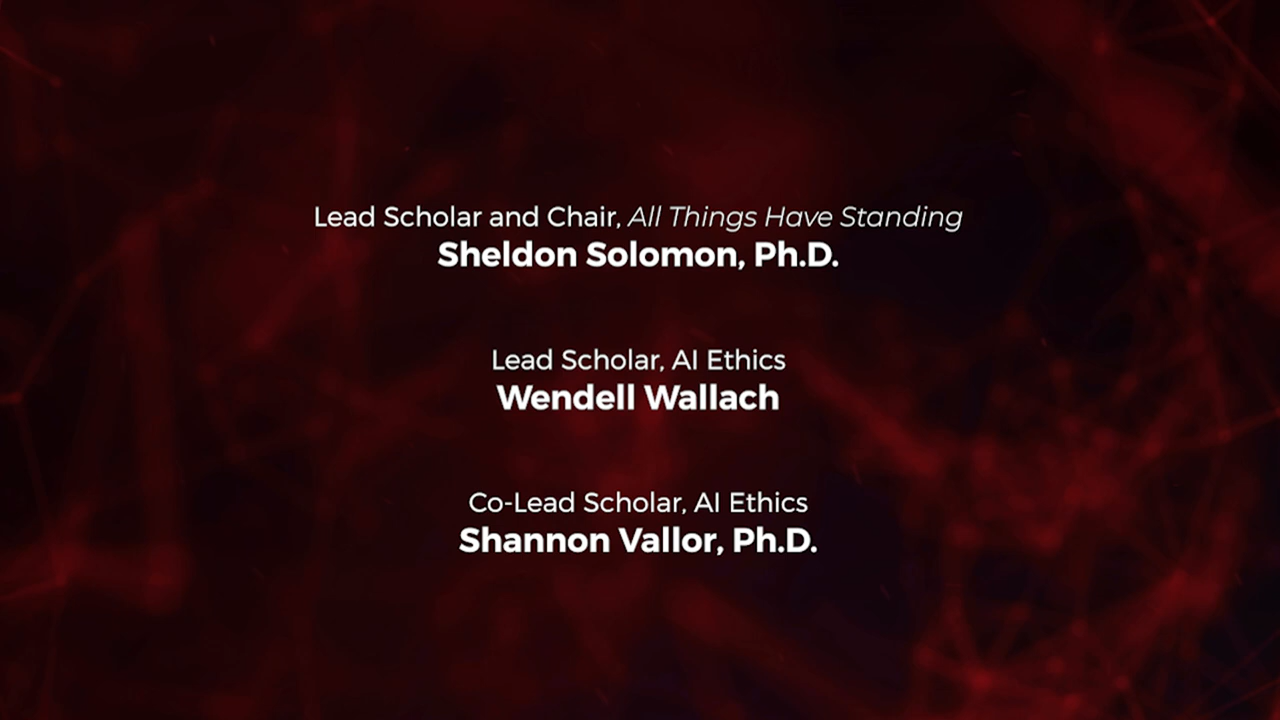 Lead Scholar and Chair, All Things Have Standing
Sheldon Solomon, Ph.D.
Lead Scholar, AI Ethics
Wendell Wallach
Co-Lead Scholar, AI Ethics
Shannon Vallor, Ph.D.